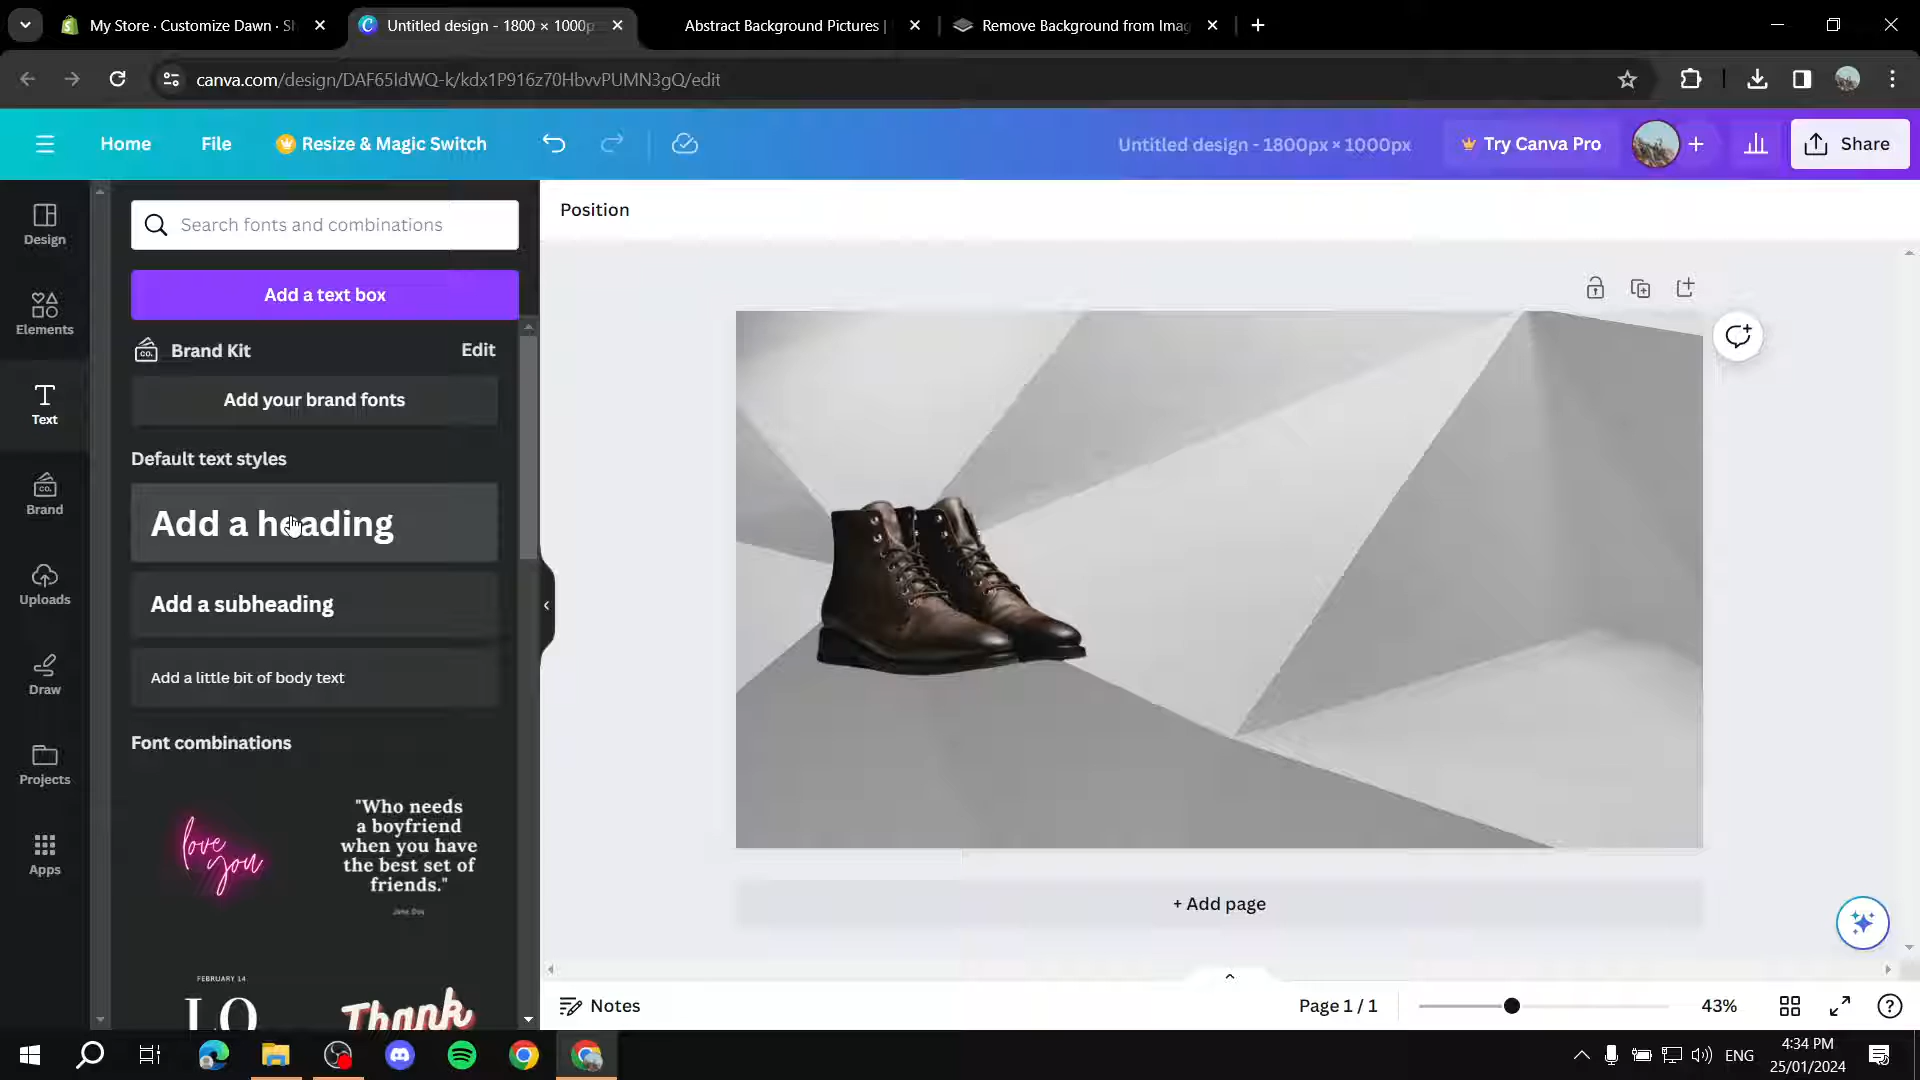 My Store · Customize Dawn · Sh
Untitled design - 1800 × 1000p
Abstract Background Pictures |
Remove Background from Imag
canva.com/design/DAF65IdWQ-k/kdx1P916z70HbvvPUMN3gQ/edit
Home
File
Resize & Magic Switch
Untitled design - 1800px × 1000px
Try Canva Pro
Share
Design
Elements
Text
Brand
Uploads
Draw
Projects
Apps
Search fonts and combinations
Add a text box
Brand Kit
Edit
Add your brand fonts
Default text styles
Add a heading
Add a subheading
Add a little bit of body text
Font combinations
love
you
"Who needs
a boyfriend
when you have
the best set of
friends."
FEBRUARY 14
LO
Thank
Position
+ Add page
Notes
Page 1 / 1
43%
ENG
4:34 PM
25/01/2024